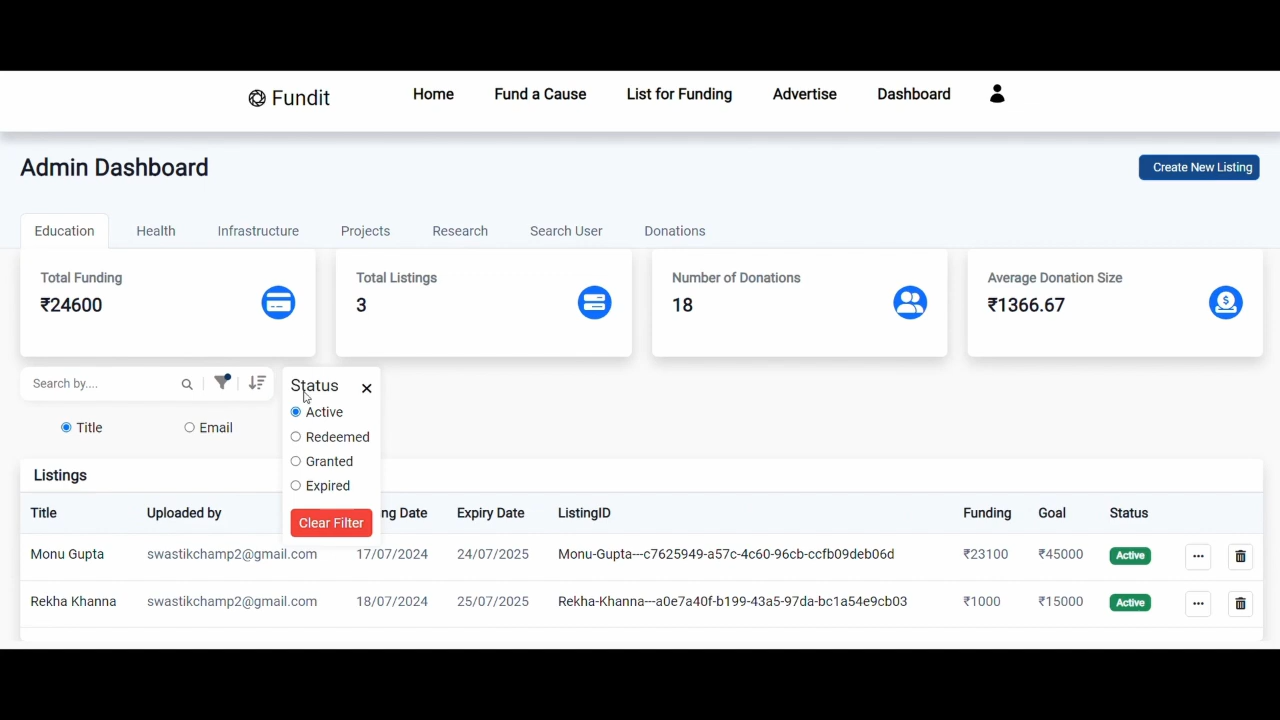 Fundit Home Fund a Cause List for Funding Advertise Dashboard
Admin Dashboard Create New Listing
Education Health Infrastructure Projects Research Search User Donations
Total Funding Total Listings Number of Donations Average Donation Size
₹24600 3 18 ₹1366.67
Search by.... Status
Active
Title Email
Redeemed
Granted
Expired
Clear Filter
Listings
Title Uploaded by ng Date Expiry Date ListingID Funding Goal Status
Monu Gupta swastikchamp2@gmail.com 17/07/2024 24/07/2025 Monu-Gupta---c7625949-a57c-4c60-96cb-ccfb09deb06d ₹23100 ₹45000 Active
Rekha Khanna swastikchamp2@gmail.com 18/07/2024 25/07/2025 Rekha-Khanna---a0e7a40f-b199-43a5-97da-bc1a54e9cb03 ₹1000 ₹15000 Active